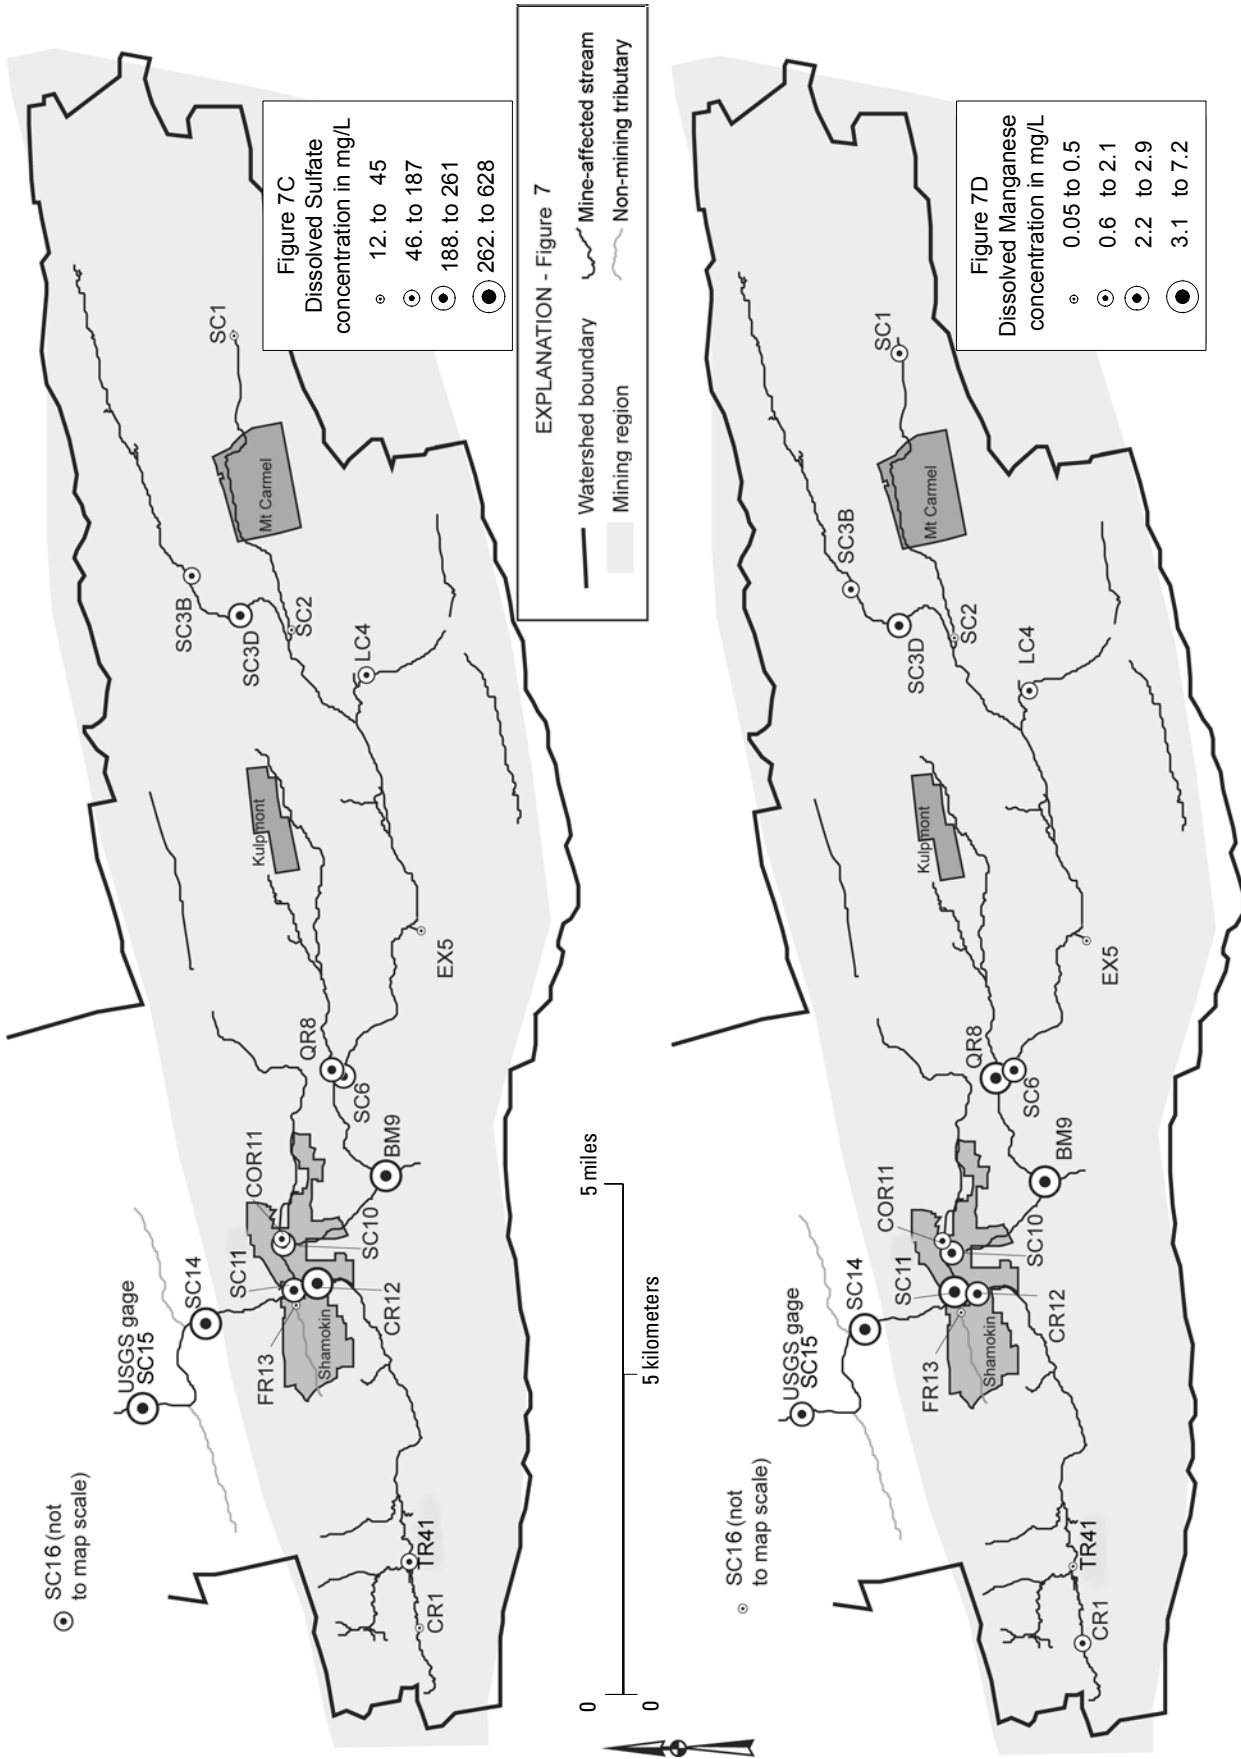 Figure 7C
Dissolved Sulfate
concentration in mg/L
12. to 45
46. to 187
188. to 261
262. to 628
SC1
Mt Carmel
SC3B
SC3D
SC2
LC4
Kulpmont
EX5
QR8
SC6
BM9
COR11
SC10
SC11
CR12
SC14
FR13
Shamokin
USGS gage
SC15
SC16 (not
to map scale)
TR41
CR1
EXPLANATION - Figure 7
Watershed boundary
Mine-affected stream
Mining region
Non-mining tributary
0
5 miles
0
5 kilometers
Figure 7D
Dissolved Manganese
concentration in mg/L
0.05 to 0.5
0.6 to 2.1
2.2 to 2.9
3.1 to 7.2
SC1
Mt Carmel
SC3B
SC3D
SC2
LC4
Kulpmont
EX5
QR8
SC6
BM9
COR11
SC10
SC11
CR12
SC14
FR13
Shamokin
USGS gage
SC15
SC16 (not
to map scale)
TR41
CR1